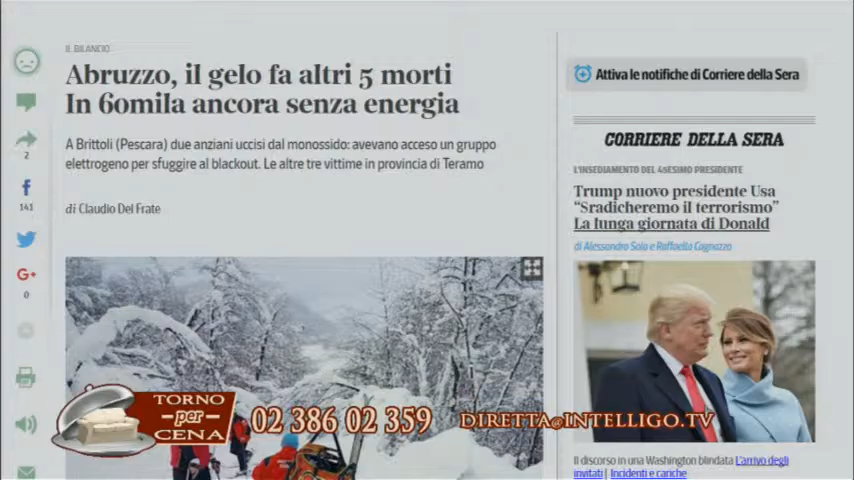 IL BILANCIO
Abruzzo, il gelo fa altri 5 morti
In 60mila ancora senza energia
A Brittoli (Pescara) due anziani uccisi dal monossido: avevano acceso un gruppo
elettrogeno per sfuggire al blackout. Le altre tre vittime in provincia di Teramo
di Claudio Del Frate
2
141
G+
0
Attiva le notifiche di Corriere della Sera
CORRIERE DELLA SERA
L'INSEDIAMENTO DEL 45ESIMO PRESIDENTE
Trump nuovo presidente Usa
“Sradicheremo il terrorismo”
La lunga giornata di Donald
di Alessandro Sala e Raffaella Cagnazzo
Il discorso in una Washington blindata L'arrivo degli
invitati | Incidenti e cariche
TORNO
per
CENA
02 386 02 359
DIRETTA@INTELLIGO.TV